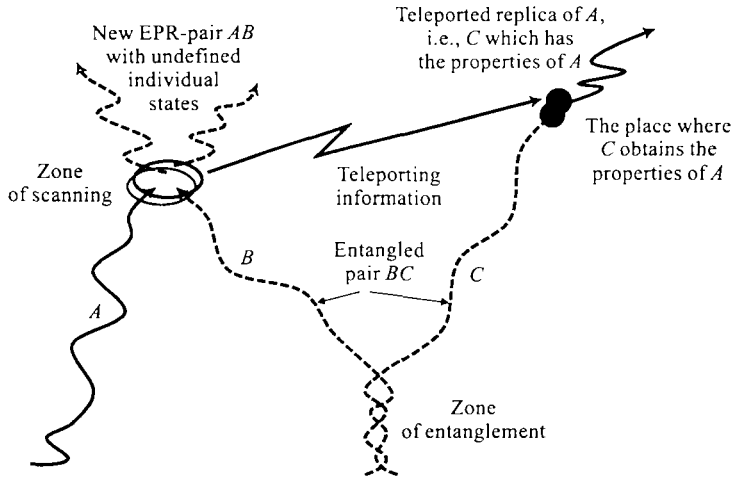 New EPR-pair AB
with undefined
individual
states
Teleported replica of A,
i.e., C which has
the properties of A
The place where
C obtains the
properties of A
Zone
of scanning
Teleporting
information
Entangled
pair BC
B
C
A
Zone
of entanglement